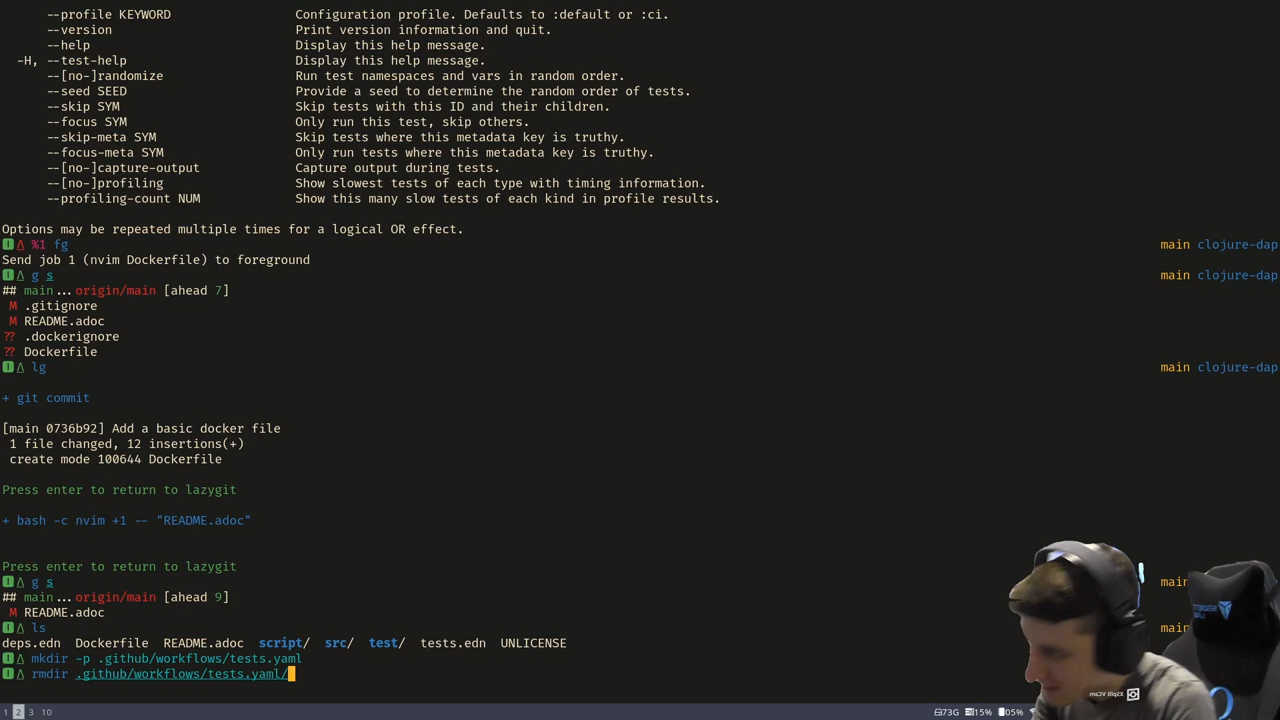 --profile KEYWORD Configuration profile. Defaults to :default or :ci.
--version Print version information and quit.
--help Display this help message.
-H, --test-help Display this help message.
--[no-]randomize Run test namespaces and vars in random order.
--seed SEED Provide a seed to determine the random order of tests.
--skip SYM Skip tests with this ID and their children.
--focus SYM Only run this test, skip others.
--skip-meta SYM Skip tests where this metadata key is truthy.
--focus-meta SYM Only run tests where this metadata key is truthy.
--[no-]capture-output Capture output during tests.
--[no-]profiling Show slowest tests of each type with timing information.
--profiling-count NUM Show this many slow tests of each kind in profile results.
Options may be repeated multiple times for a logical OR effect.
I Λ %1 fg main clojure-dap
Send job 1 (nvim Dockerfile) to foreground
I Λ g s main clojure-dap
## main...origin/main [ahead 7]
M .gitignore
M README.adoc
?? .dockerignore
?? Dockerfile
I Λ lg main clojure-dap
+ git commit
[main 0736b92] Add a basic docker file
1 file changed, 12 insertions(+)
create mode 100644 Dockerfile
Press enter to return to lazygit
+ bash -c nvim +1 -- "README.adoc"
Press enter to return to lazygit
I Λ g s main
## main...origin/main [ahead 9]
M README.adoc
I Λ ls main
deps.edn Dockerfile README.adoc script/ src/ test/ tests.edn UNLICENSE
I Λ mkdir -p .github/workflows/tests.yaml
I Λ rmdir .github/workflows/tests.yaml/
XSplit VCam
1 2 3 10 73G 15% 05%